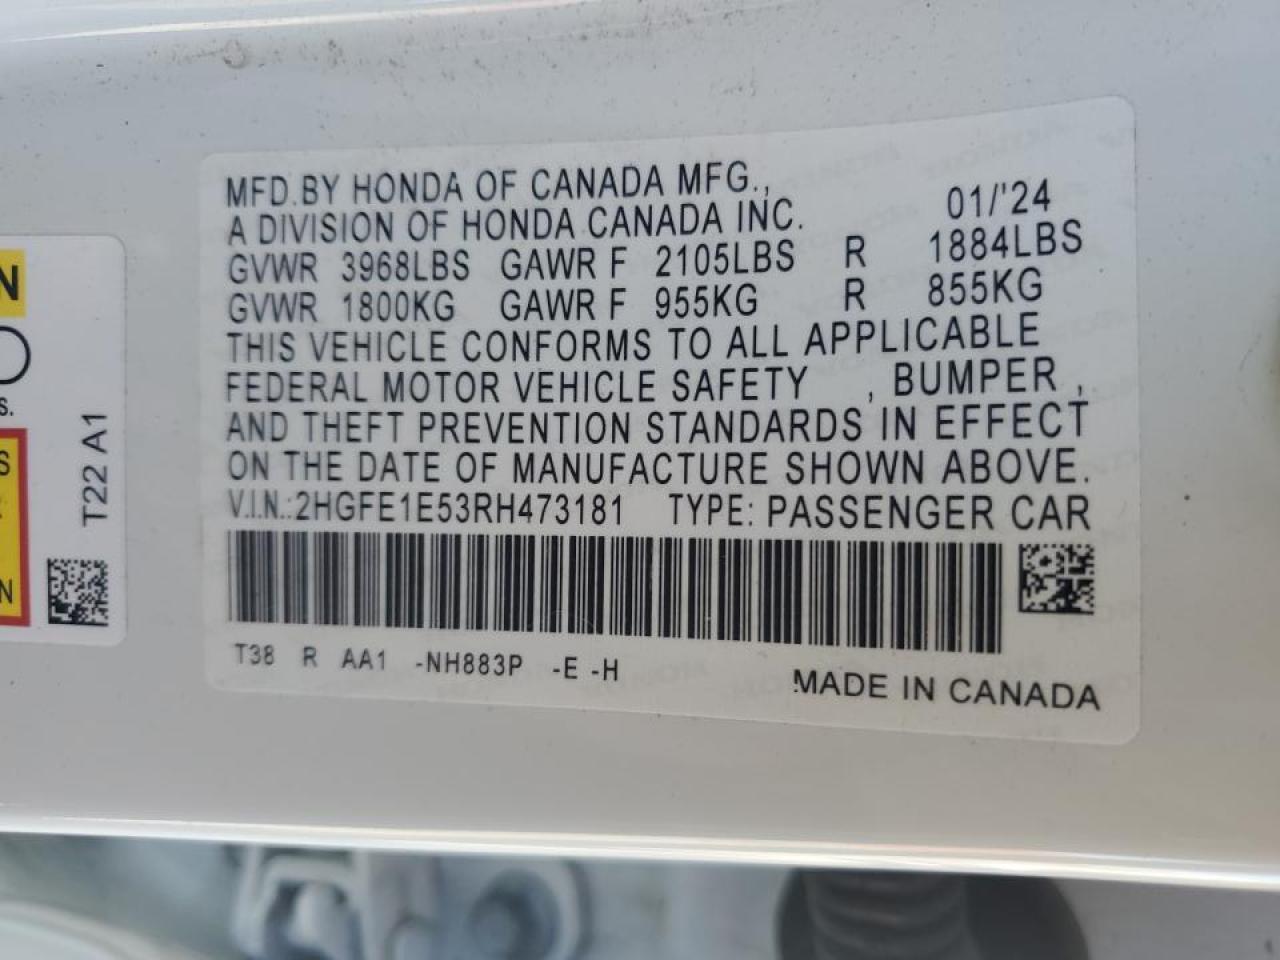 MFD.BY HONDA OF CANADA MFG.,
A DIVISION OF HONDA CANADA INC. 01/'24
GVWR 3968LBS GAWR F 2105LBS R 1884LBS
GVWR 1800KG GAWR F 955KG R 855KG
THIS VEHICLE CONFORMS TO ALL APPLICABLE
FEDERAL MOTOR VEHICLE SAFETY , BUMPER ,
AND THEFT PREVENTION STANDARDS IN EFFECT
ON THE DATE OF MANUFACTURE SHOWN ABOVE.
V.I.N.:2HGFE1E53RH473181 TYPE: PASSENGER CAR
T38 R AA1 -NH883P -E -H
MADE IN CANADA
T22 A1